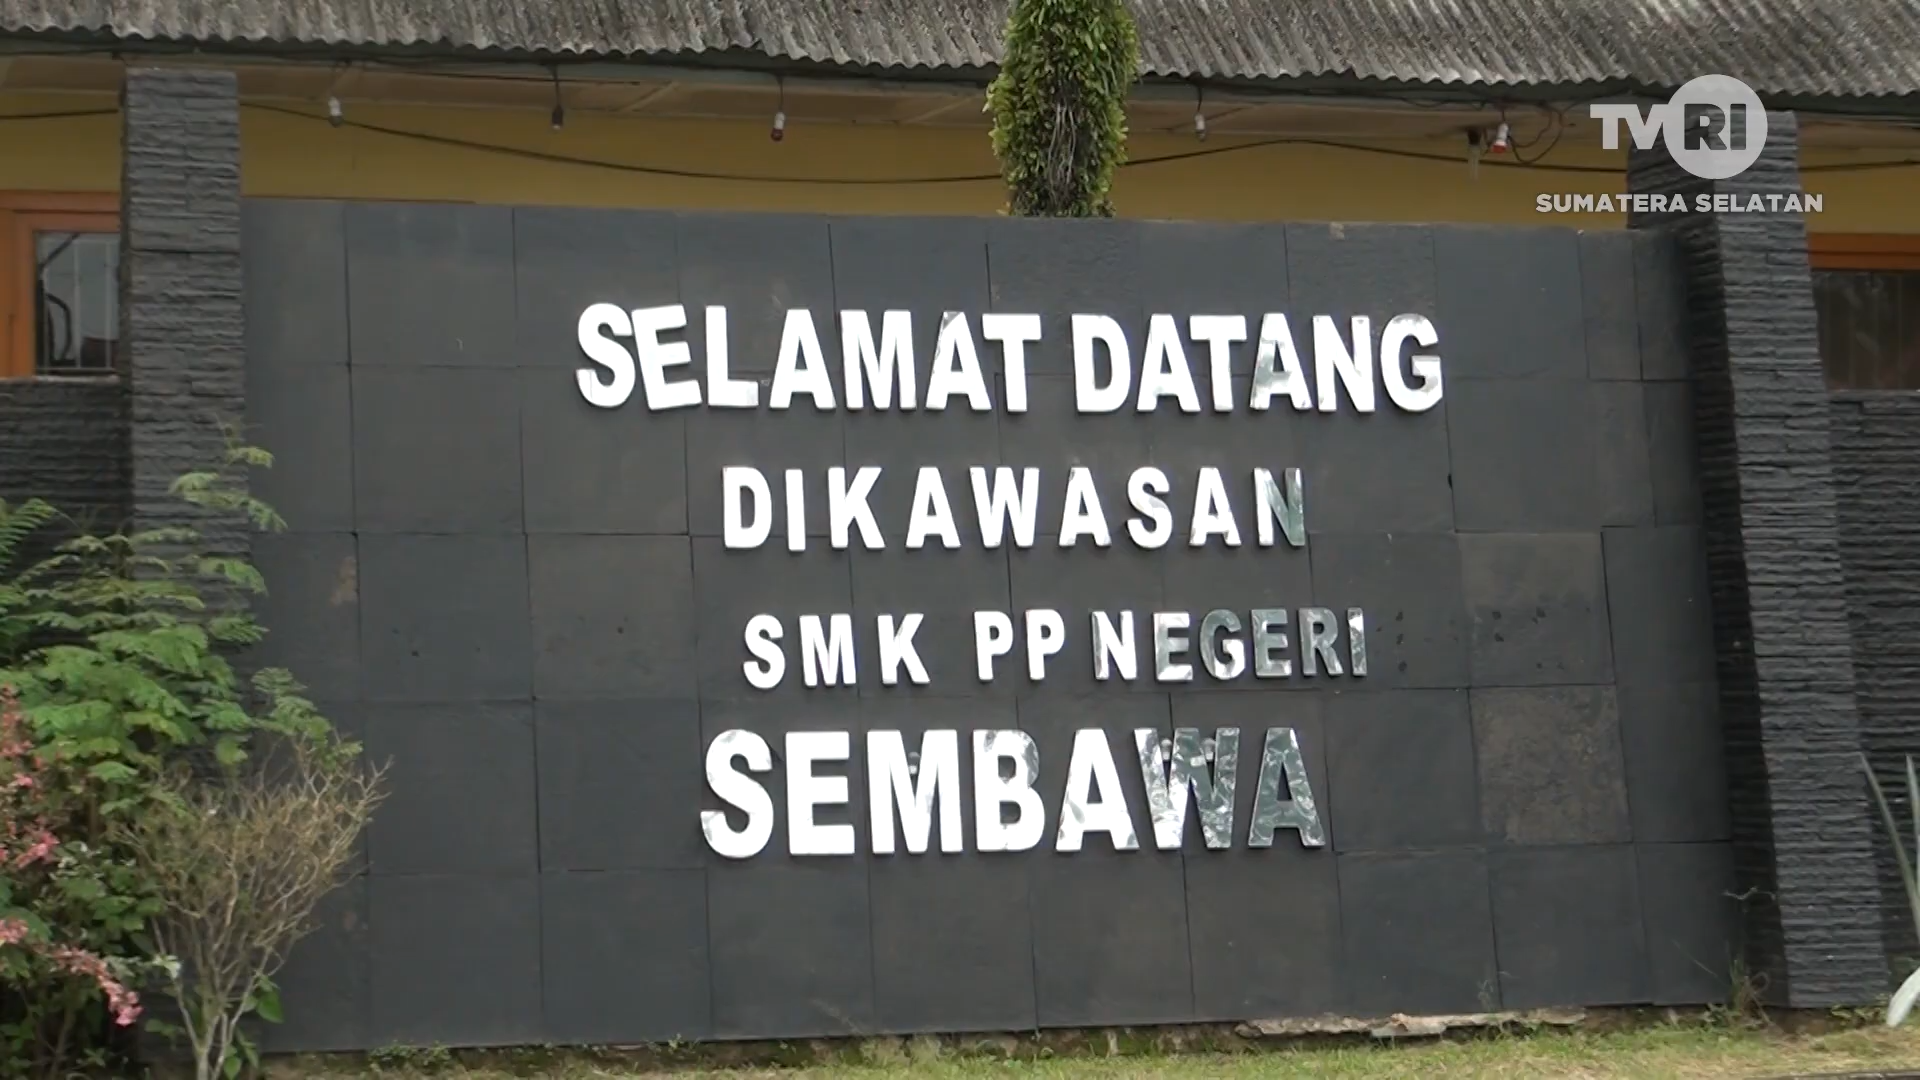 TVRI
SUMATERA SELATAN
SELAMAT DATANG
DIKAWASAN
SMK PP NEGERI
SEMBAWA